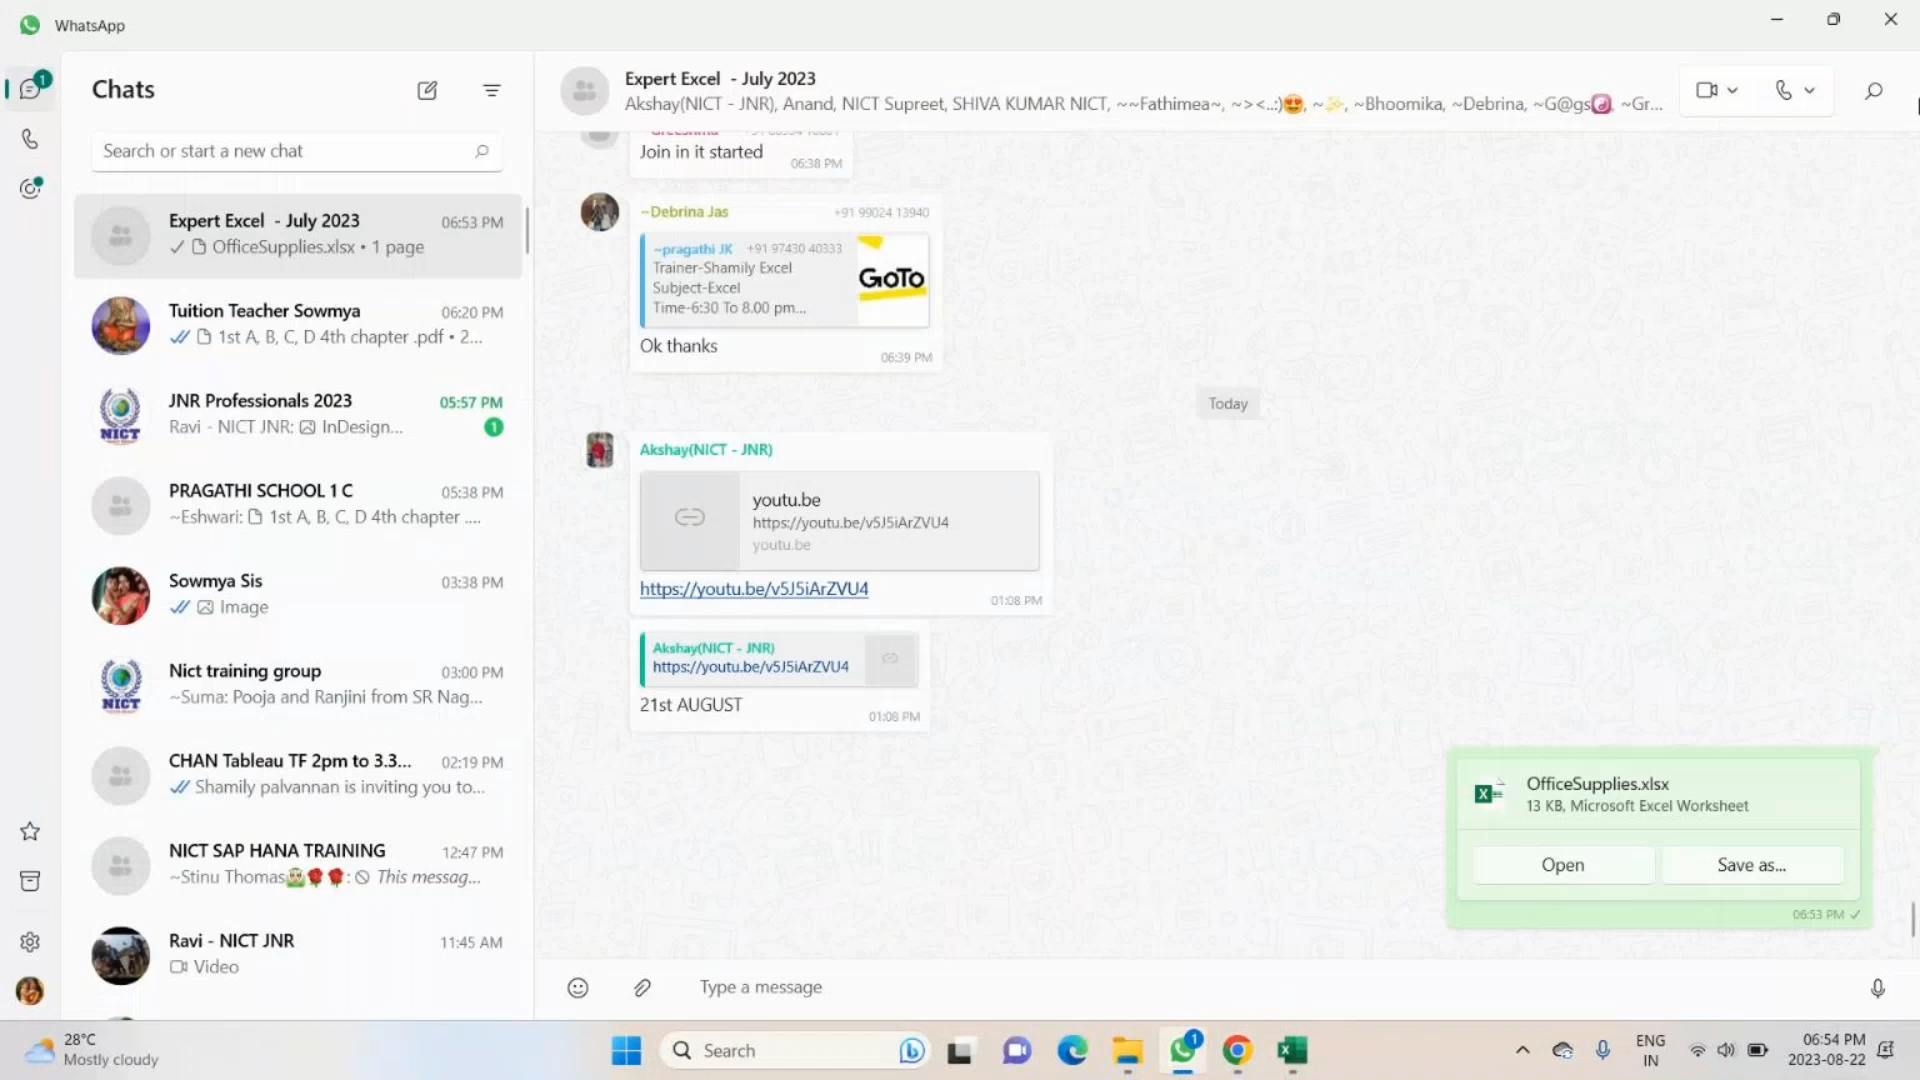 WhatsApp
1
Chats
Search or start a new chat
Expert Excel - July 2023
06:53 PM
OfficeSupplies.xlsx • 1 page
Tuition Teacher Sowmya
06:20 PM
1st A, B, C, D 4th chapter .pdf • 2...
JNR Professionals 2023
05:57 PM
Ravi - NICT JNR: InDesign...
1
NICT
PRAGATHI SCHOOL 1 C
05:38 PM
~Eshwari: 1st A, B, C, D 4th chapter ....
Sowmya Sis
03:38 PM
Image
Nict training group
03:00 PM
~Suma: Pooja and Ranjini from SR Nag...
NICT
CHAN Tableau TF 2pm to 3.3...
02:19 PM
Shamily palvannan is inviting you to...
NICT SAP HANA TRAINING
12:47 PM
~Stinu Thomas🌹🌹: This messag...
Ravi - NICT JNR
11:45 AM
Video
Expert Excel - July 2023
Akshay(NICT - JNR), Anand, NICT Supreet, SHIVA KUMAR NICT, ~~Fathimea~, ~><..:)😍, ~✨, ~Bhoomika, ~Debrina, ~G@gs☯, ~Gr...
Join in it started
06:38 PM
~Debrina Jas
+91 99024 13940
~pragathi JK +91 97430 40333
Trainer-Shamily Excel
Subject-Excel
Time-6:30 To 8.00 pm...
GoTo
Ok thanks
06:39 PM
Today
Akshay(NICT - JNR)
youtu.be
https://youtu.be/v5J5iArZVU4
youtu.be
https://youtu.be/v5J5iArZVU4
01:08 PM
Akshay(NICT - JNR)
https://youtu.be/v5J5iArZVU4
21st AUGUST
01:08 PM
OfficeSupplies.xlsx
13 KB, Microsoft Excel Worksheet
Open
Save as...
06:53 PM
Type a message
28°C
Mostly cloudy
Search
1
ENG
IN
06:54 PM
2023-08-22